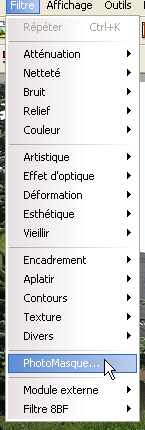 Filtre Affichage Outils
Répéter Ctrl+K
Atténuation
Netteté
Bruit
Relief
Couleur
Artistique
Effet d'optique
Déformation
Esthétique
Vieillir
Encadrement
Aplatir
Contours
Texture
Divers
PhotoMasque...
Module externe
Filtre 8BF